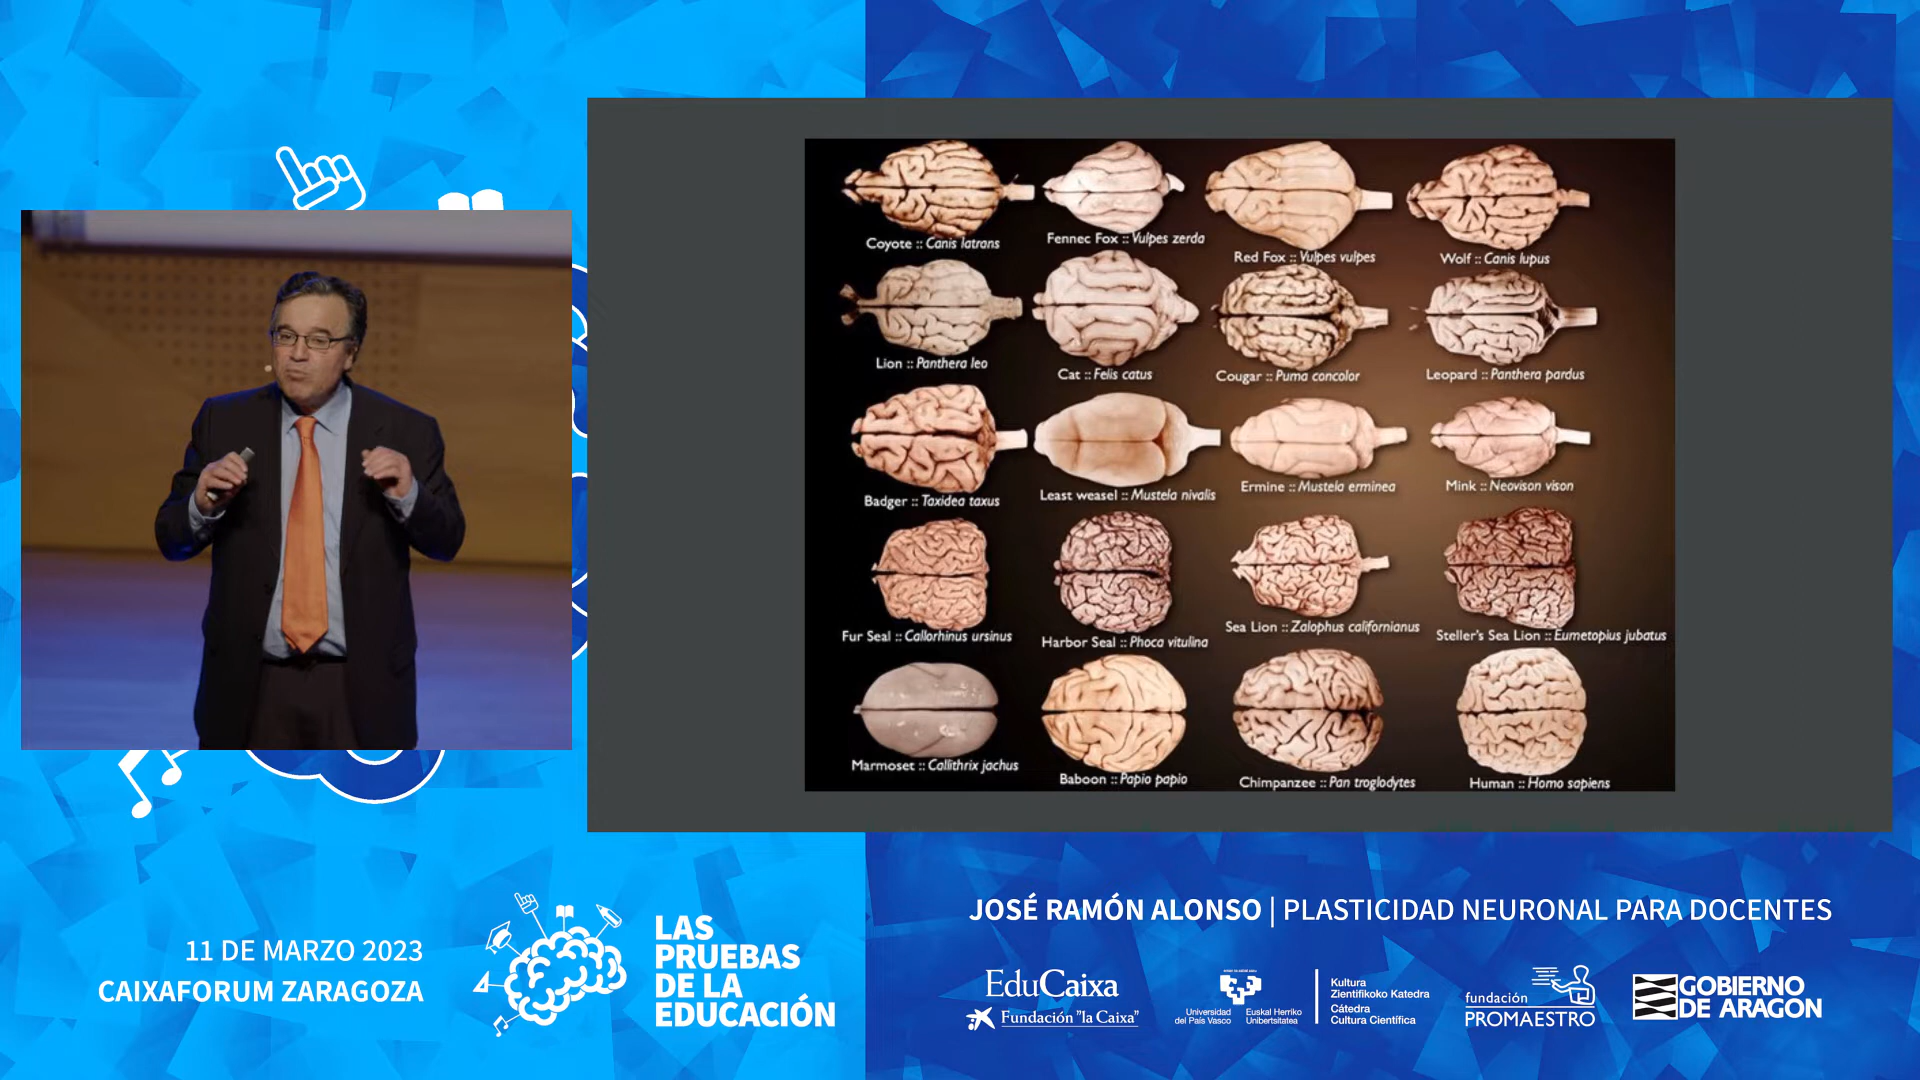 Coyote :: Canis latrans
Fennec Fox :: Vulpes zerda
Red Fox :: Vulpes vulpes
Wolf :: Canis lupus
Lion :: Panthera leo
Cat :: Felis catus
Cougar :: Puma concolor
Leopard :: Panthera pardus
Badger :: Taxidea taxus
Least weasel :: Mustela nivalis
Ermine :: Mustela erminea
Mink :: Neovison vison
Fur Seal :: Callorhinus ursinus
Harbor Seal :: Phoca vitulina
Sea Lion :: Zalophus californianus
Steller's Sea Lion :: Eumetopius jubatus
Marmoset :: Callithrix jachus
Baboon :: Papio papio
Chimpanzee :: Pan troglodytes
Human :: Homo sapiens
11 DE MARZO 2023
CAIXAFORUM ZARAGOZA
LAS
PRUEBAS
DE LA
EDUCACIÓN
JOSÉ RAMÓN ALONSO | PLASTICIDAD NEURONAL PARA DOCENTES
EduCaixa
Fundación "la Caixa"
Universidad
del País Vasco
Euskal Herriko
Unibertsitatea
Kultura
Zientifikoko Katedra
Cátedra
Cultura Científica
fundación
PROMAESTRO
GOBIERNO
DE ARAGON